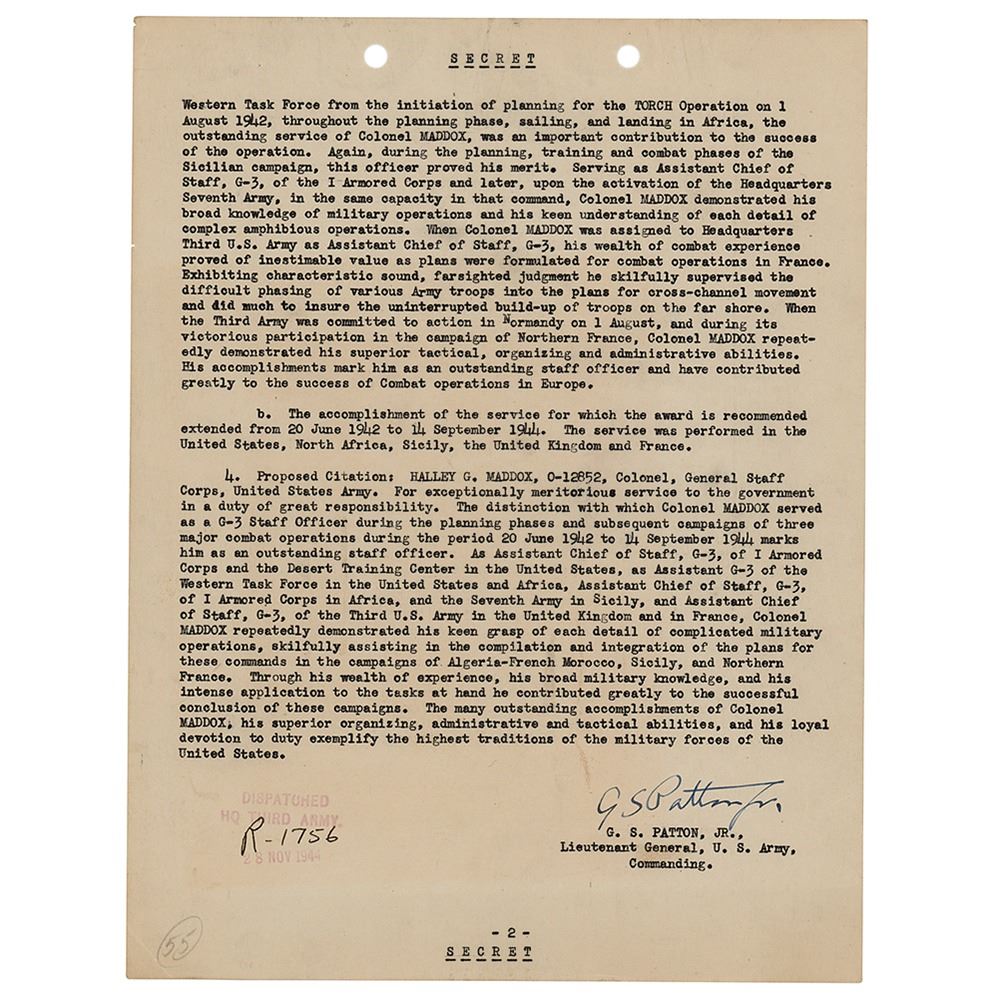 SECRET
Western Task Force from the initiation of planning for the TORCH Operation on 1
August 1942, throughout the planning phase, sailing, and landing in Africa, the
outstanding service of Colonel MADDOX, was an important contribution to the success
of the operation. Again, during the planning, training and combat phases of the
Sicilian campaign, this officer proved his merit. Serving as Assistant Chief of
Staff, G-3, of the I Armored Corps and later, upon the activation of the Headquarters
Seventh Army, in the same capacity in that command, Colonel MADDOX demonstrated his
broad knowledge of military operations and his keen understanding of each detail of
complex amphibious operations. When Colonel MADDOX was assigned to Headquarters
Third U.S. Army as Assistant Chief of Staff, G-3, his wealth of combat experience
proved of inestimable value as plans were formulated for combat operations in France.
Exhibiting characteristic sound, farsighted judgment he skilfully supervised the
difficult phasing of various Army troops into the plans for cross-channel movement
and did much to insure the uninterrupted build-up of troops on the far shore. When
the Third Army was committed to action in Normandy on 1 August, and during its
victorious participation in the campaign of Northern France, Colonel MADDOX repeat-
edly demonstrated his superior tactical, organizing and administrative abilities.
His accomplishments mark him as an outstanding staff officer and have contributed
greatly to the success of Combat operations in Europe.
b. The accomplishment of the service for which the award is recommended
extended from 20 June 1942 to 14 September 1944. The service was performed in the
United States, North Africa, Sicily, the United Kingdom and France.
4. Proposed Citation: HALLEY G. MADDOX, O-12852, Colonel, General Staff
Corps, United States Army. For exceptionally meritorious service to the government
in a duty of great responsibility. The distinction with which Colonel MADDOX served
as a G-3 Staff Officer during the planning phases and subsequent campaigns of three
major combat operations during the period 20 June 1942 to 14 September 1944 marks
him as an outstanding staff officer. As Assistant Chief of Staff, G-3, of I Armored
Corps and the Desert Training Center in the United States, as Assistant G-3 of the
Western Task Force in the United States and Africa, Assistant Chief of Staff, G-3,
of I Armored Corps in Africa, and the Seventh Army in Sicily, and Assistant Chief
of Staff, G-3, of the Third U.S. Army in the United Kingdom and in France, Colonel
MADDOX repeatedly demonstrated his keen grasp of each detail of complicated military
operations, skilfully assisting in the compilation and integration of the plans for
these commands in the campaigns of Algeria-French Morocco, Sicily, and Northern
France. Through his wealth of experience, his broad military knowledge, and his
intense application to the tasks at hand he contributed greatly to the successful
conclusion of these campaigns. The many outstanding accomplishments of Colonel
MADDOX, his superior organizing, administrative and tactical abilities, and his loyal
devotion to duty exemplify the highest traditions of the military forces of the
United States.
DISPATCHED
HQ THIRD ARMY.
R-1756
28 NOV 1944
G S Patton Jr.
G. S. PATTON, JR.,
Lieutenant General, U. S. Army,
Commanding.
55
- 2 -
SECRET